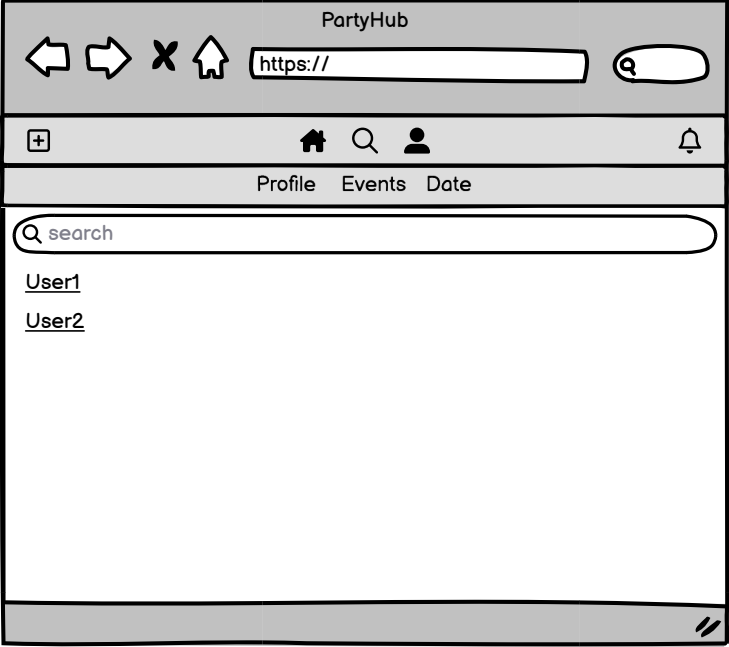 PartyHub
https://
Profile Events Date
search
User1
User2